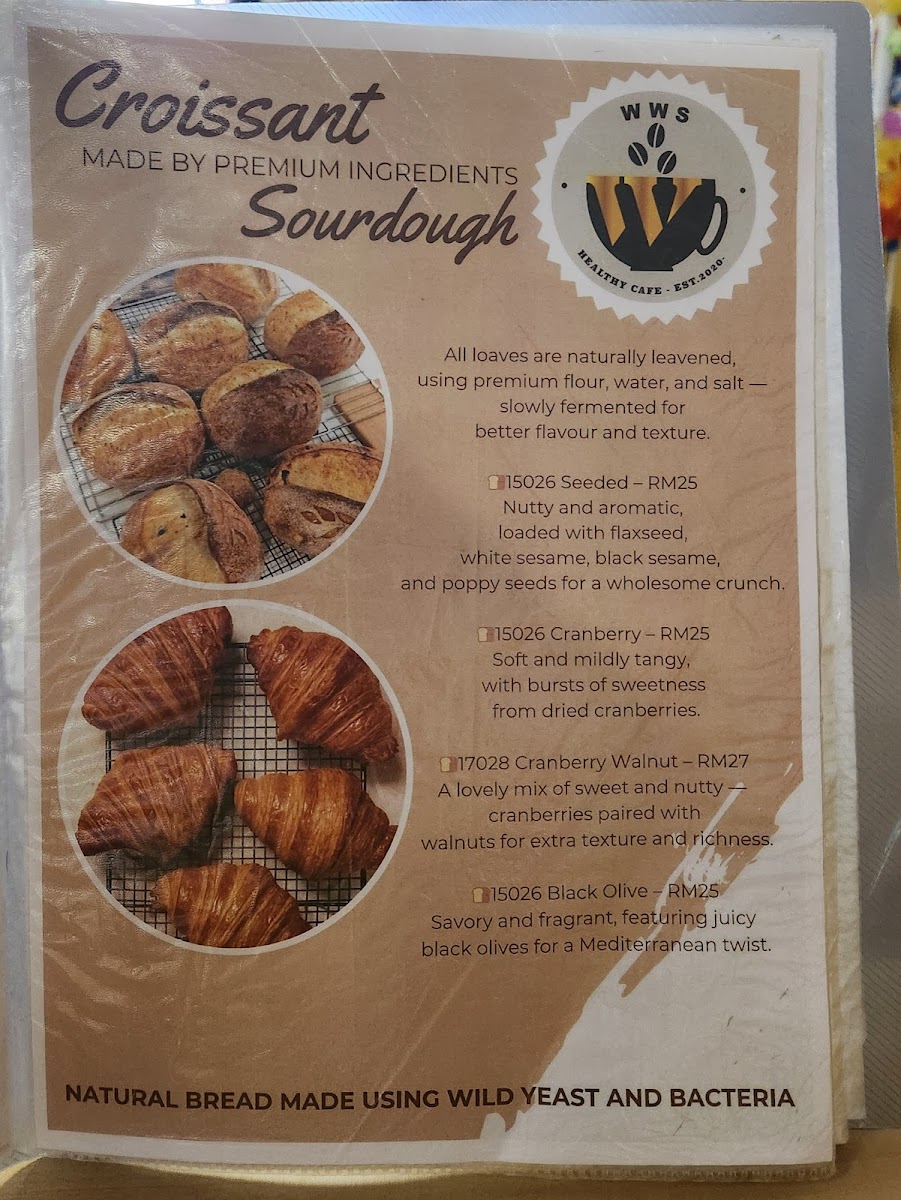 Croissant
MADE BY PREMIUM INGREDIENTS
Sourdough
WWS
W
HEALTHY CAFE - EST.2020-
All loaves are naturally leavened,
using premium flour, water, and salt —
slowly fermented for
better flavour and texture.
🍞15026 Seeded – RM25
Nutty and aromatic,
loaded with flaxseed,
white sesame, black sesame,
and poppy seeds for a wholesome crunch.
🍞15026 Cranberry – RM25
Soft and mildly tangy,
with bursts of sweetness
from dried cranberries.
🍞17028 Cranberry Walnut – RM27
A lovely mix of sweet and nutty —
cranberries paired with
walnuts for extra texture and richness.
🍞15026 Black Olive – RM25
Savory and fragrant, featuring juicy
black olives for a Mediterranean twist.
NATURAL BREAD MADE USING WILD YEAST AND BACTERIA